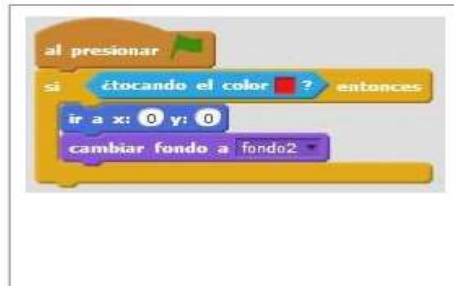 al presionar
si ¿tocando el color ? entonces
ir a x: 0 y: 0
cambiar fondo a fondo2